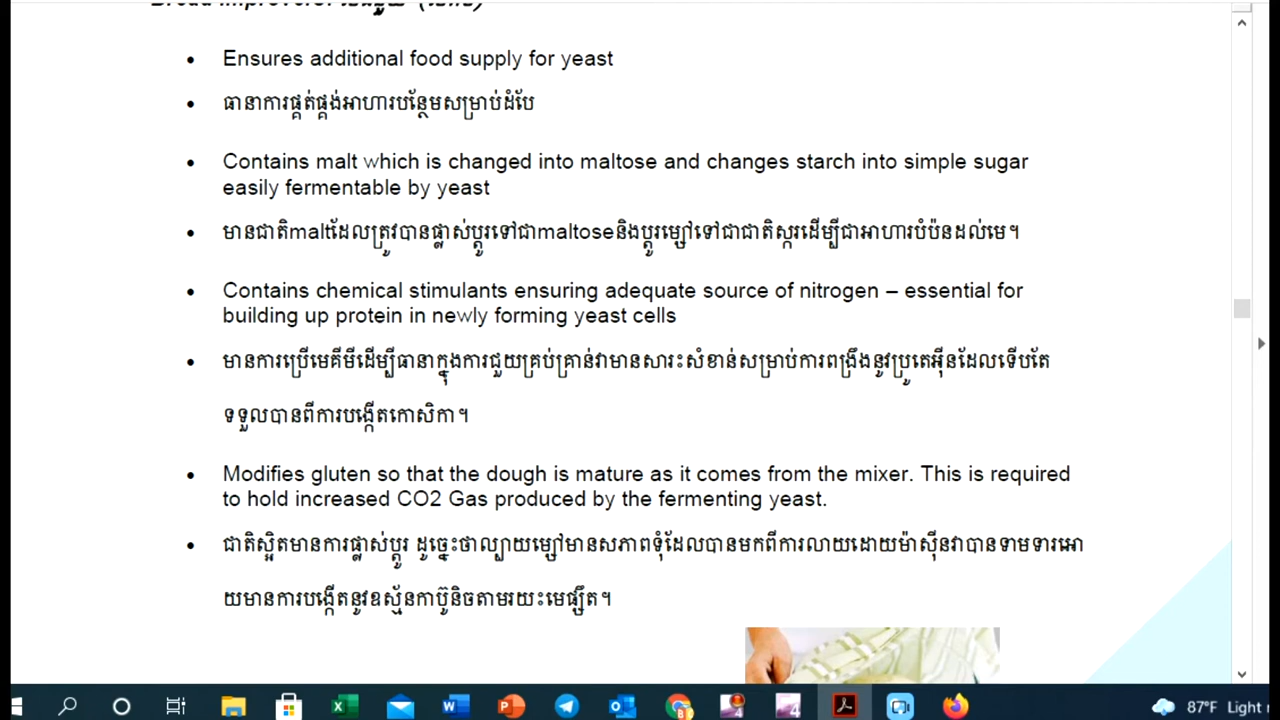 Ensures additional food supply for yeast
ធានាការផ្គត់ផ្គង់អាហារបន្ថែមសម្រាប់ដំបែ
Contains malt which is changed into maltose and changes starch into simple sugar
easily fermentable by yeast
មានជាតិmaltដែលត្រូវបានផ្លាស់ប្តូរទៅជាmaltoseនិងប្តូរម្សៅទៅជាជាតិស្ករដើម្បីជាអាហារបំប៉នដល់មេ។
Contains chemical stimulants ensuring adequate source of nitrogen – essential for
building up protein in newly forming yeast cells
មានការប្រើមេគីមីដើម្បីធានាក្នុងការជួយគ្រប់គ្រាន់វាមានសារះសំខាន់សម្រាប់ការពង្រឹងនូវប្រូតេអ៊ីនដែលទើបតែ
ទទួលបានពីការបង្កើតកោសិកា។
Modifies gluten so that the dough is mature as it comes from the mixer. This is required
to hold increased CO2 Gas produced by the fermenting yeast.
ជាតិស្អិតមានការផ្លាស់ប្តូរ ដូច្នេះថាល្បាយម្សៅមានសភាពទុំដែលបានមកពីការលាយដោយម៉ាស៊ីនវាបានទាមទារអោ
យមានការបង្កើតនូវឧស្ម័នកាបូនិចតាមរយះមេផ្សឹត។
87°F Light